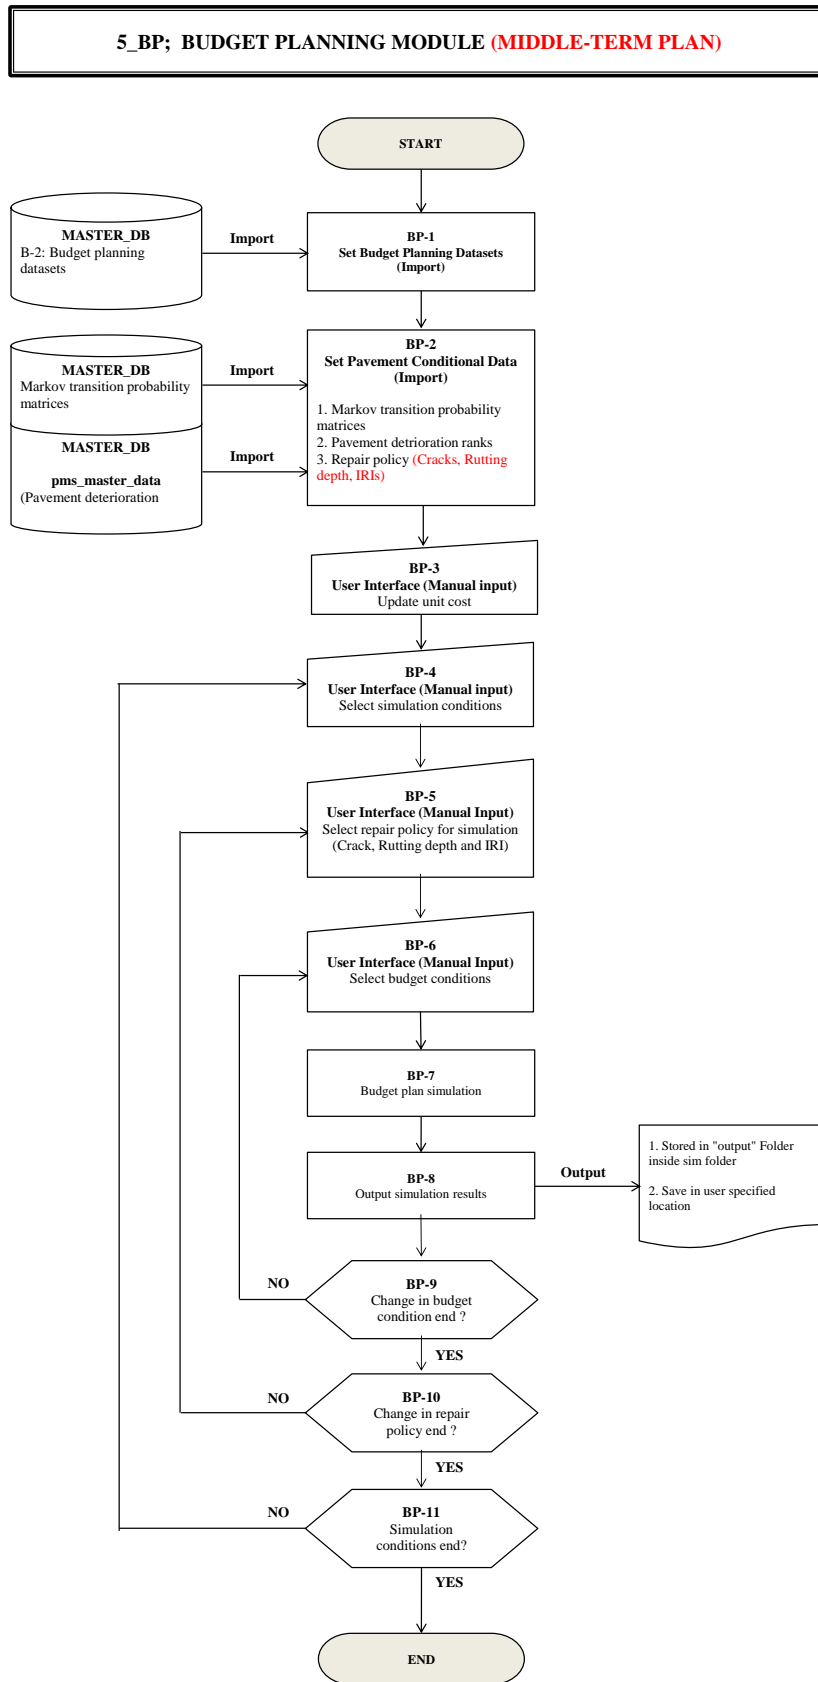 5_BP;  BUDGET PLANNING MODULE (MIDDLE-TERM PLAN)
START
MASTER_DB
B-2: Budget planning
datasets
Import
BP-1
Set Budget Planning Datasets
(Import)
MASTER_DB
Markov transition probability
matrices
Import
MASTER_DB
pms_master_data
(Pavement deterioration
Import
BP-2
Set Pavement Conditional Data
(Import)
1. Markov transition probability
matrices
2. Pavement detrioration ranks
3. Repair policy (Cracks, Rutting
depth, IRIs)
BP-3
User Interface (Manual input)
Update unit cost
BP-4
User Interface (Manual input)
Select simulation conditions
BP-5
User Interface (Manual Input)
Select repair policy for simulation
(Crack, Rutting depth and IRI)
BP-6
User Interface (Manual Input)
Select budget conditions
BP-7
Budget plan simulation
BP-8
Output simulation results
Output
1. Stored in "output" Folder
inside sim folder
2. Save in user specified
location
NO
BP-9
Change in budget
condition end ?
YES
NO
BP-10
Change in repair
policy end ?
YES
NO
BP-11
Simulation
conditions end?
YES
END